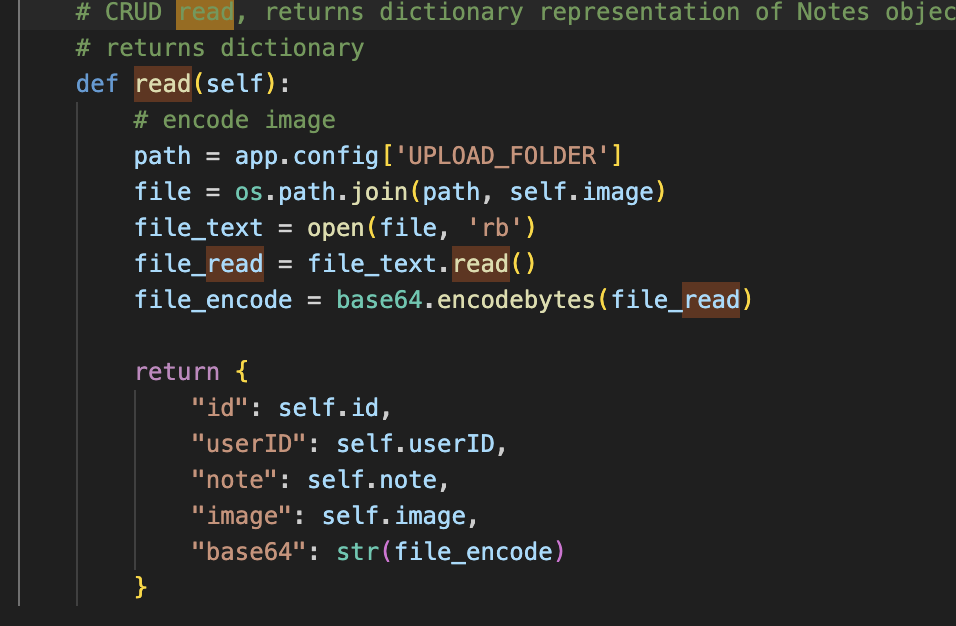 # CRUD read, returns dictionary representation of Notes objec
# returns dictionary
def read(self):
    # encode image
    path = app.config['UPLOAD_FOLDER']
    file = os.path.join(path, self.image)
    file_text = open(file, 'rb')
    file_read = file_text.read()
    file_encode = base64.encodebytes(file_read)

    return {
        "id": self.id,
        "userID": self.userID,
        "note": self.note,
        "image": self.image,
        "base64": str(file_encode)
    }